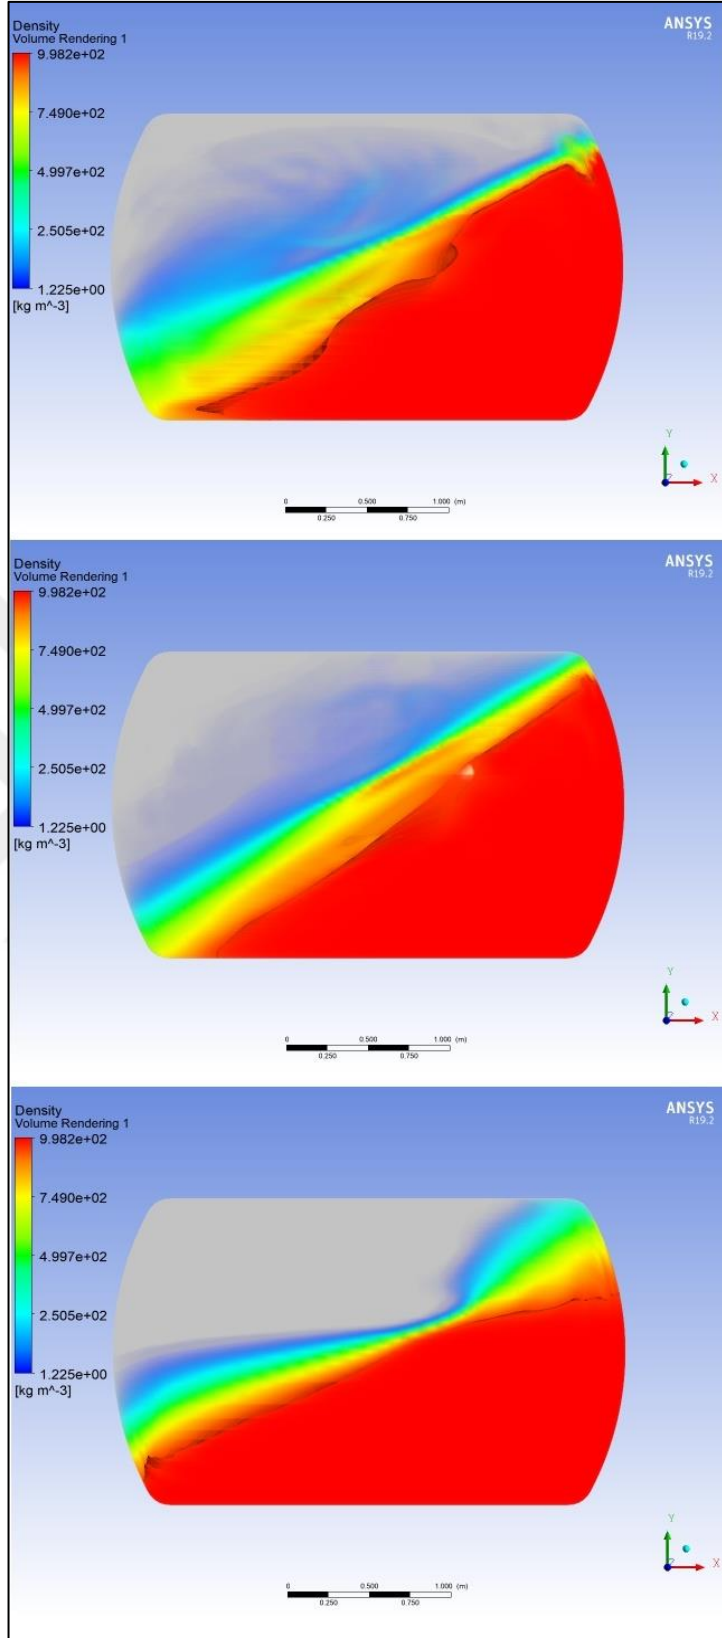 Density
Volume Rendering 1
9.982e+02
7.490e+02
4.997e+02
2.505e+02
1.225e+00
[kg m^-3]
ANSYS
R19.2
Y
Z
X
0 0.500 1.000 (m)
0.250 0.750
Density
Volume Rendering 1
9.982e+02
7.490e+02
4.997e+02
2.505e+02
1.225e+00
[kg m^-3]
ANSYS
R19.2
Y
Z
X
0 0.500 1.000 (m)
0.250 0.750
Density
Volume Rendering 1
9.982e+02
7.490e+02
4.997e+02
2.505e+02
1.225e+00
[kg m^-3]
ANSYS
R19.2
Y
Z
X
0 0.500 1.000 (m)
0.250 0.750